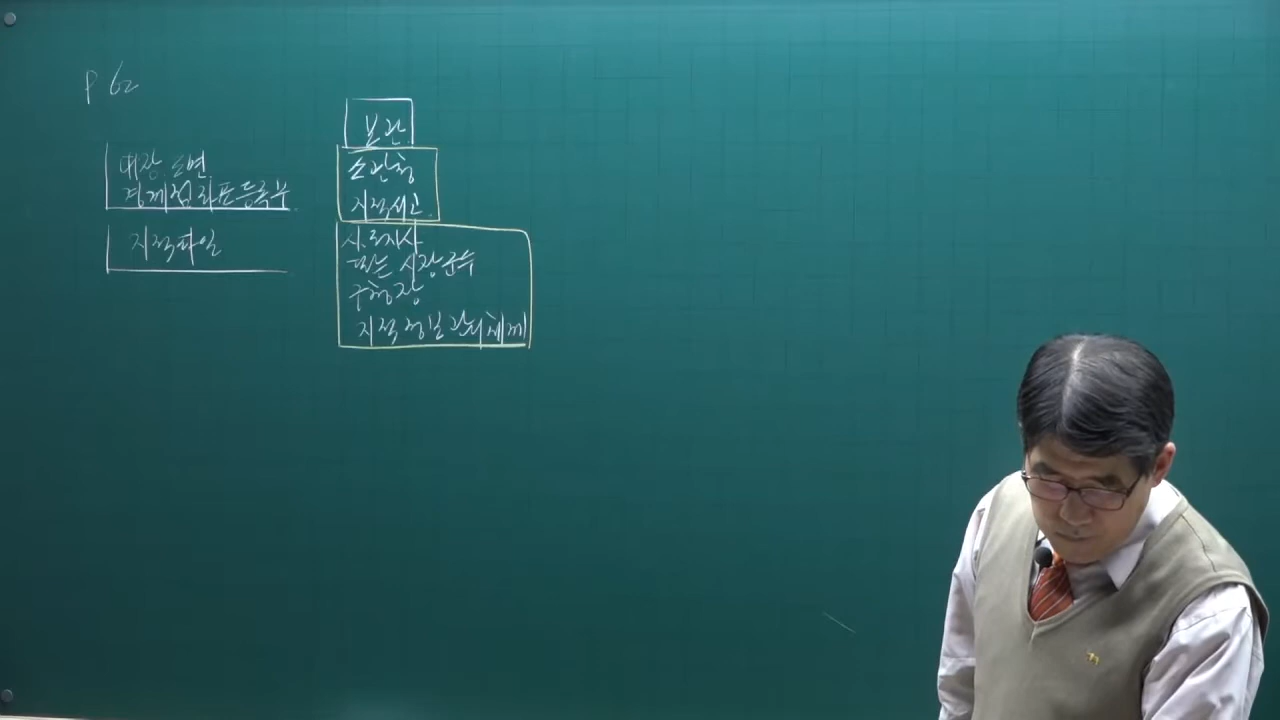 P 62
보관
대장.도면
경계점좌표등록부
소관청
지적서고
지적파일
시·도지사
또는 시장군수
구청장
지적정보관리체계